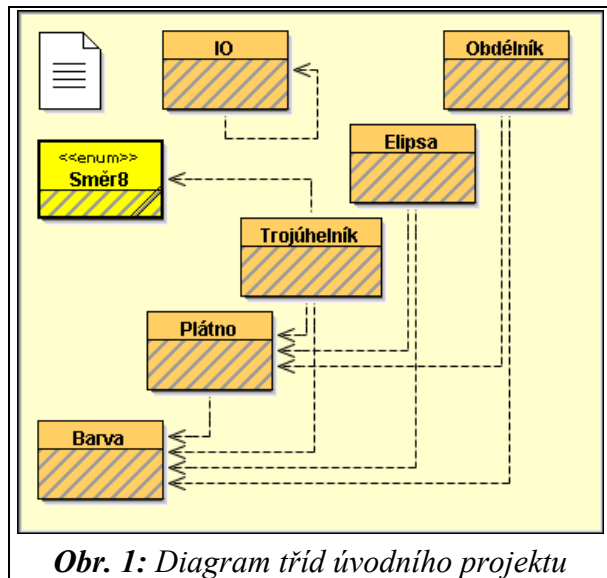 IO
Obdélník
Elipsa
<<enum>>
Směr8
Trojúhelník
Plátno
Barva
Obr. 1: Diagram tříd úvodního projektu